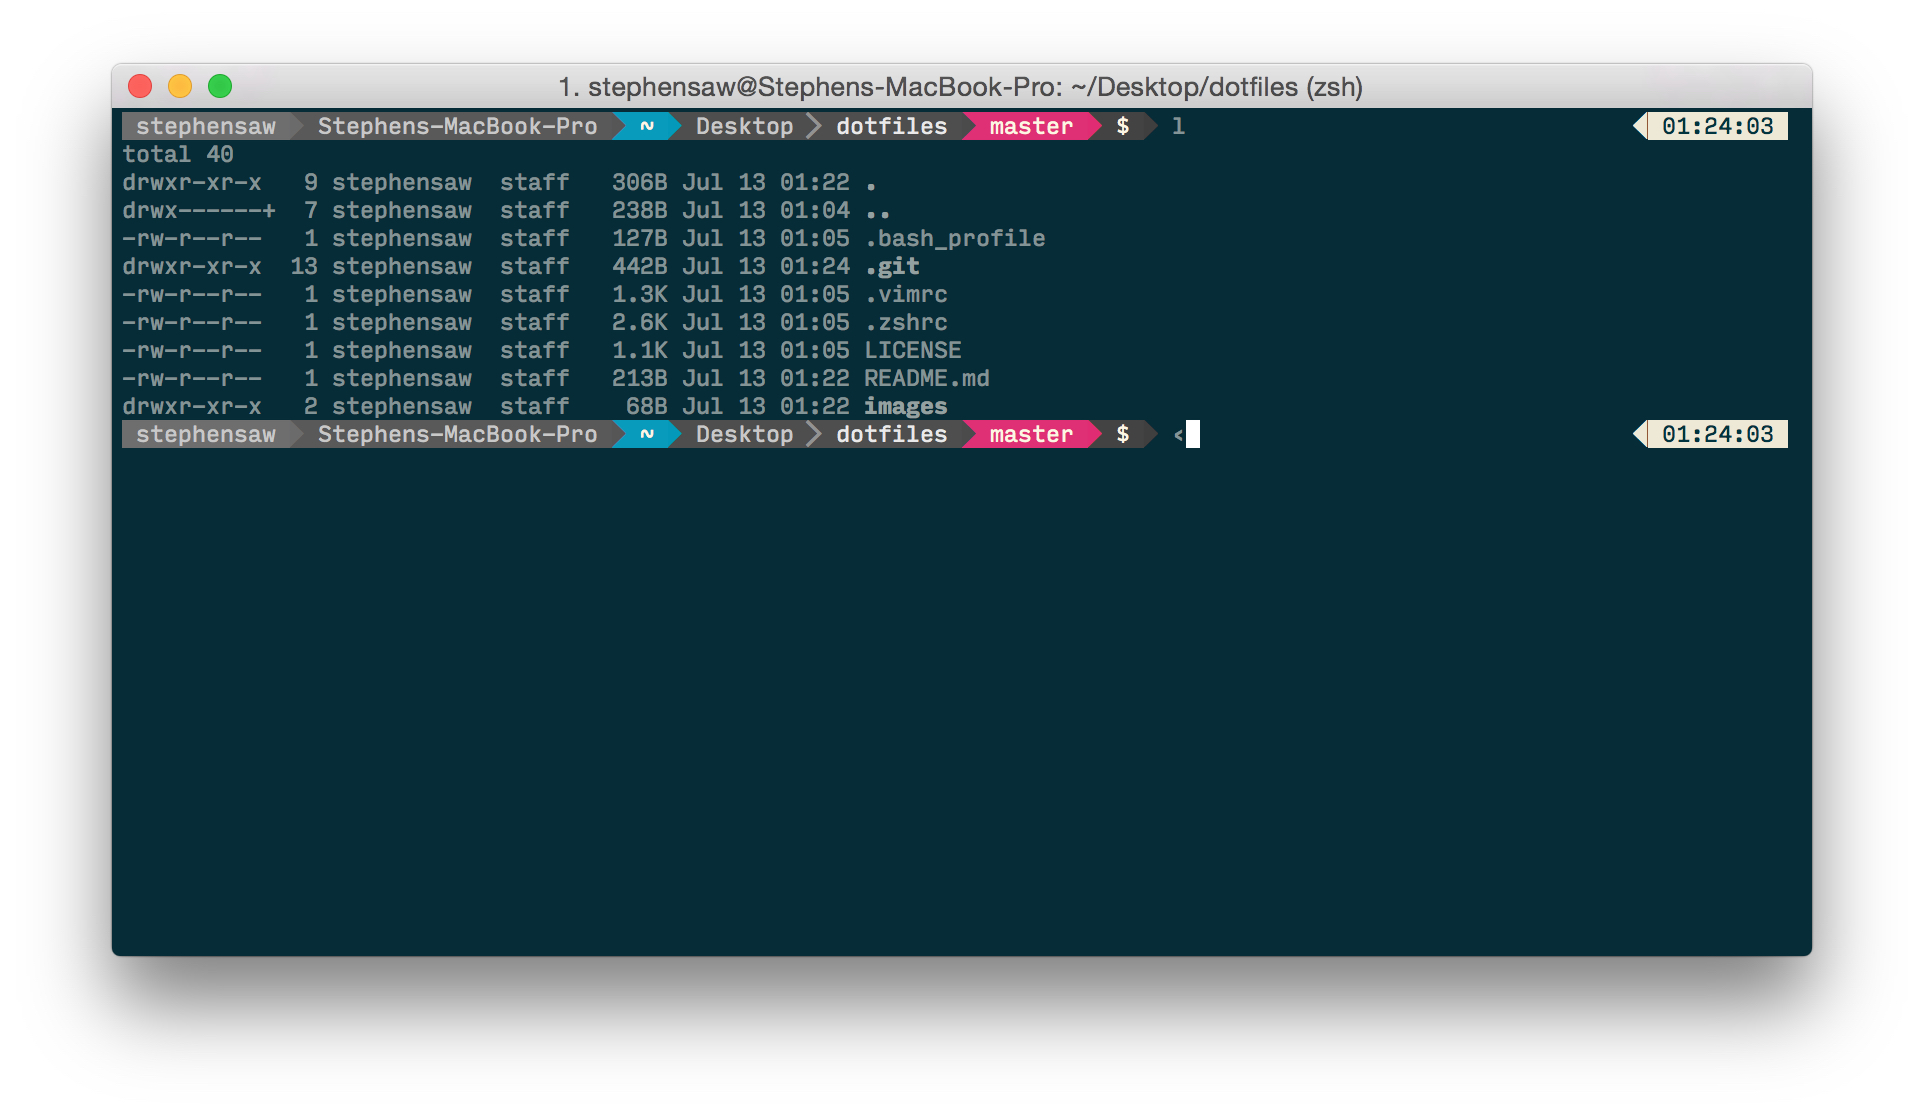 1. stephensaw@Stephens-MacBook-Pro: ~/Desktop/dotfiles (zsh)
stephensaw Stephens-MacBook-Pro ~ Desktop dotfiles master $ l 01:24:03
total 40
drwxr-xr-x   9 stephensaw  staff   306B Jul 13 01:22 .
drwx------+  7 stephensaw  staff   238B Jul 13 01:04 ..
-rw-r--r--   1 stephensaw  staff   127B Jul 13 01:05 .bash_profile
drwxr-xr-x  13 stephensaw  staff   442B Jul 13 01:24 .git
-rw-r--r--   1 stephensaw  staff   1.3K Jul 13 01:05 .vimrc
-rw-r--r--   1 stephensaw  staff   2.6K Jul 13 01:05 .zshrc
-rw-r--r--   1 stephensaw  staff   1.1K Jul 13 01:05 LICENSE
-rw-r--r--   1 stephensaw  staff   213B Jul 13 01:22 README.md
drwxr-xr-x   2 stephensaw  staff    68B Jul 13 01:22 images
stephensaw Stephens-MacBook-Pro ~ Desktop dotfiles master $ < 01:24:03